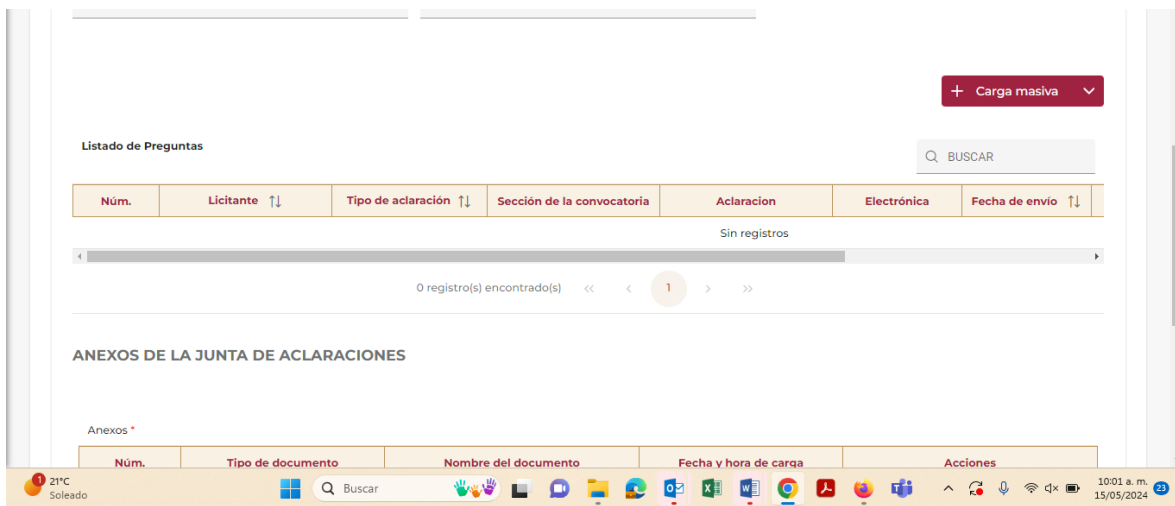 + Carga masiva
Listado de Preguntas
BUSCAR
Núm. Licitante Tipo de aclaración Sección de la convocatoria Aclaracion Electrónica Fecha de envío
Sin registros
0 registro(s) encontrado(s) << < 1 > >>
ANEXOS DE LA JUNTA DE ACLARACIONES
Anexos *
Núm. Tipo de documento Nombre del documento Fecha y hora de carga Acciones
1 21°C
Soleado
Buscar
10:01 a. m.
15/05/2024 23